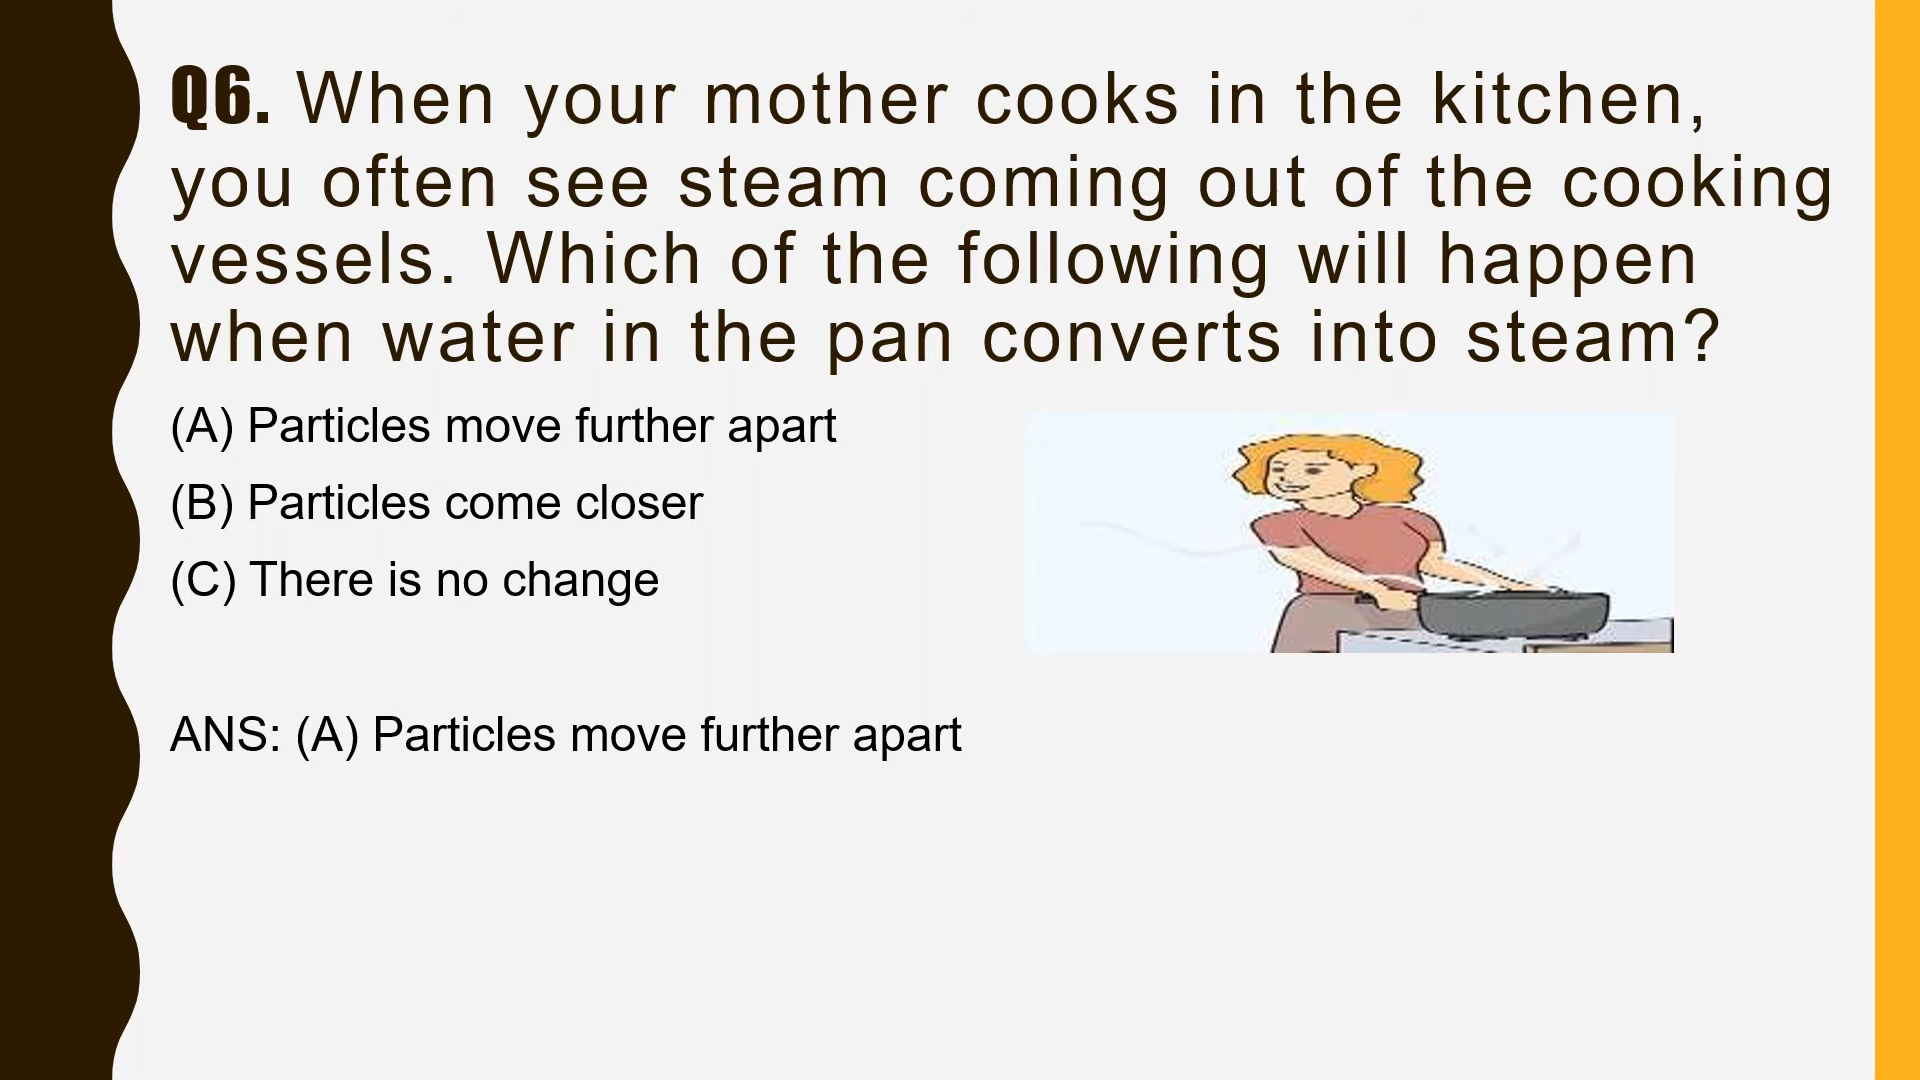 Q6. When your mother cooks in the kitchen,
you often see steam coming out of the cooking
vessels. Which of the following will happen
when water in the pan converts into steam?
(A) Particles move further apart
(B) Particles come closer
(C) There is no change
ANS: (A) Particles move further apart